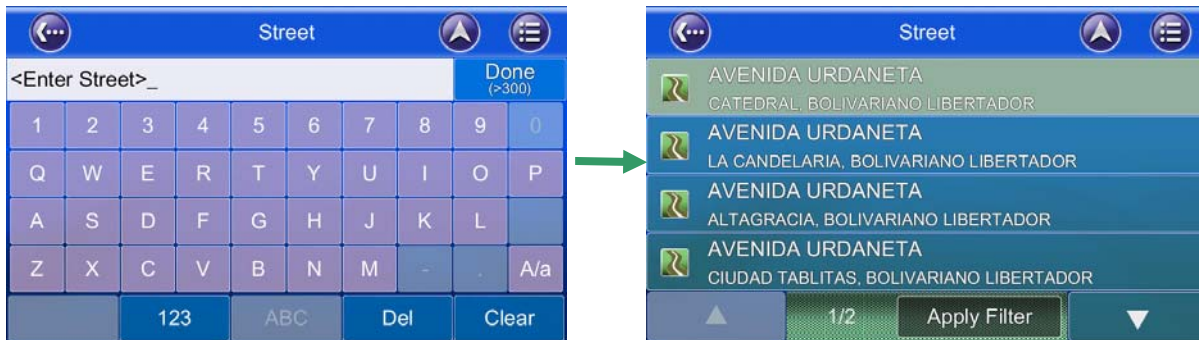 Street
<Enter Street>_
Done
(>300)
1 2 3 4 5 6 7 8 9 0
Q W E R T Y U I O P
A S D F G H J K L
Z X C V B N M - . A/a
123 ABC Del Clear
Street
AVENIDA URDANETA
CATEDRAL, BOLIVARIANO LIBERTADOR
AVENIDA URDANETA
LA CANDELARIA, BOLIVARIANO LIBERTADOR
AVENIDA URDANETA
ALTAGRACIA, BOLIVARIANO LIBERTADOR
AVENIDA URDANETA
CIUDAD TABLITAS, BOLIVARIANO LIBERTADOR
1/2 Apply Filter